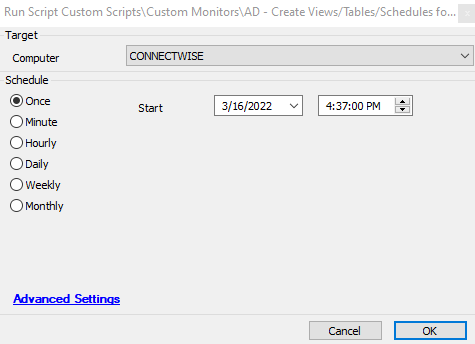 Run Script Custom Scripts\Custom Monitors\AD - Create Views/Tables/Schedules fo...
Target
Computer CONNECTWISE
Schedule
Once Start 3/16/2022 4:37:00 PM
Minute
Hourly
Daily
Weekly
Monthly
Advanced Settings
Cancel OK